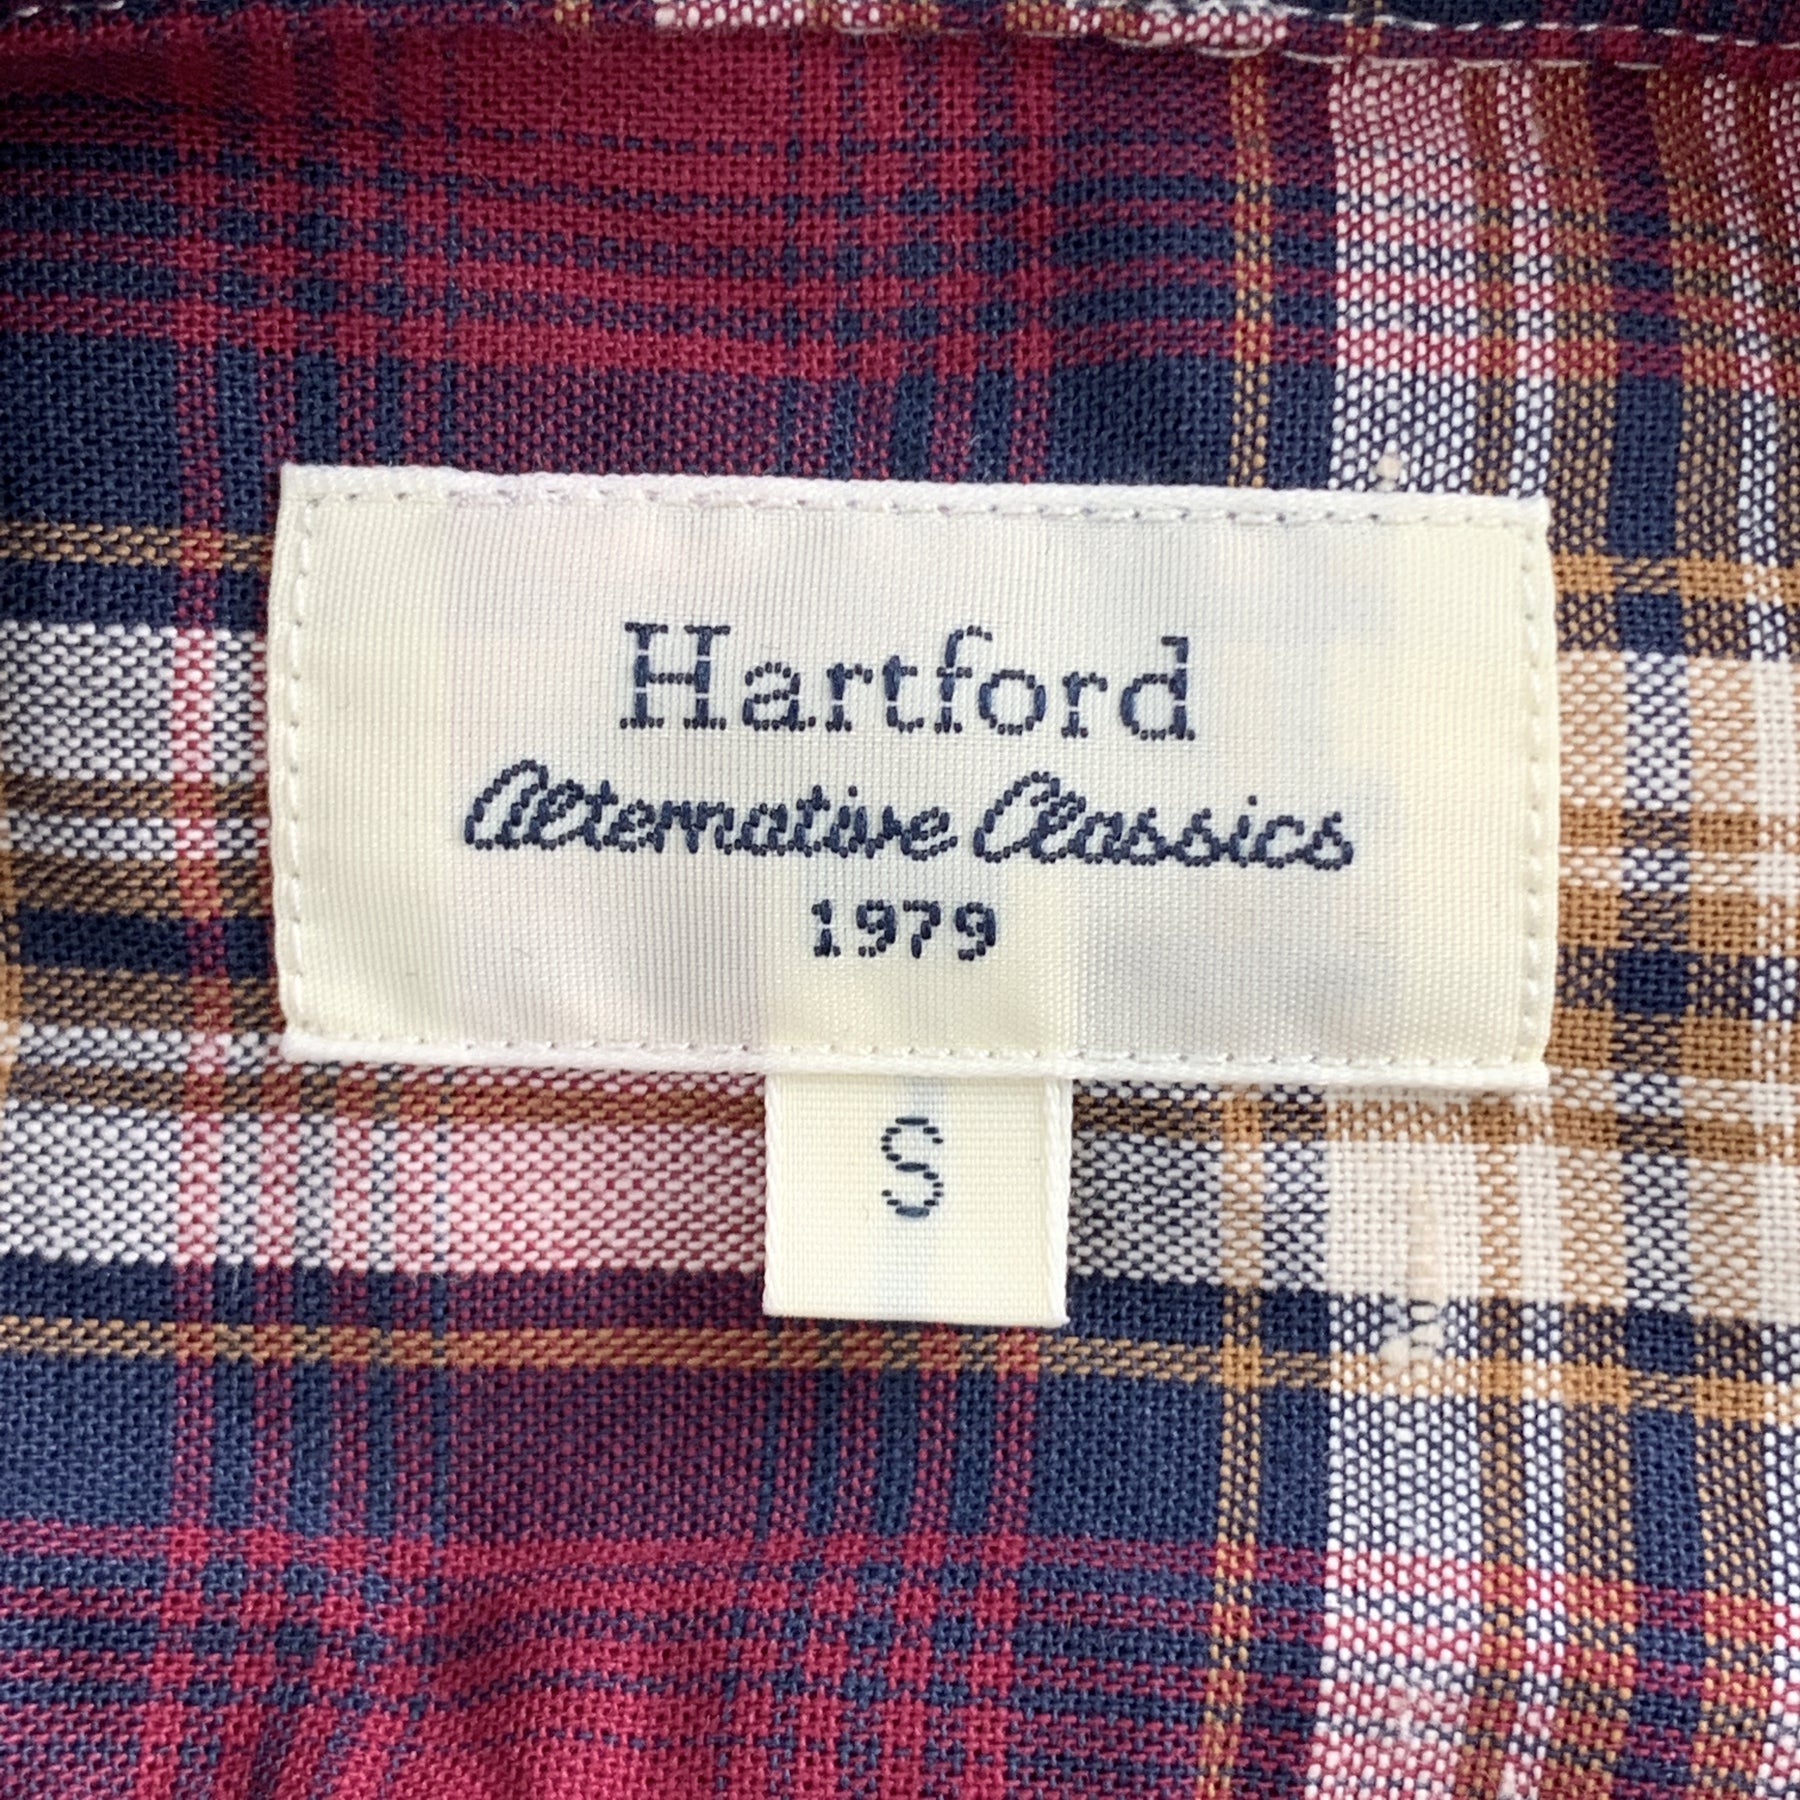 Hartford
Alternative Classics
1979
S